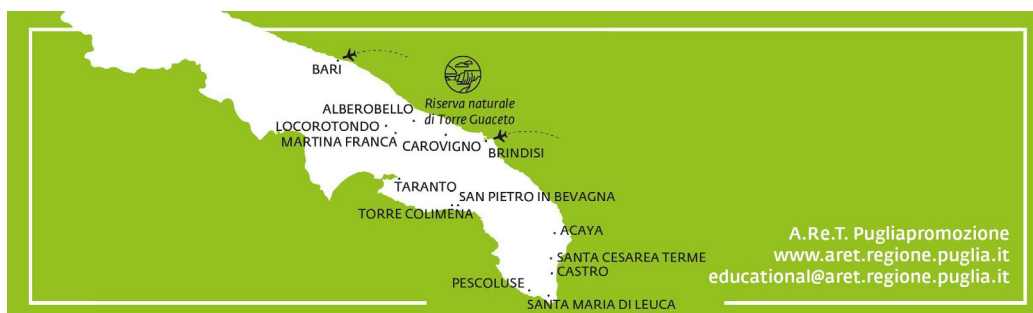 BARI
Riserva naturale
di Torre Guaceto
ALBEROBELLO
LOCOROTONDO
MARTINA FRANCA
CAROVIGNO
BRINDISI
TARANTO
SAN PIETRO IN BEVAGNA
TORRE COLIMENA
ACAYA
SANTA CESAREA TERME
CASTRO
PESCOLUSE
SANTA MARIA DI LEUCA
A.Re.T. Pugliapromozione
www.aret.regione.puglia.it
educational@aret.regione.puglia.it